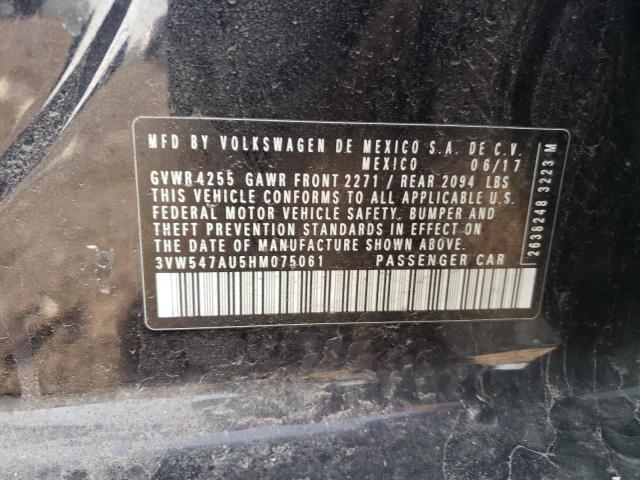 MFD BY VOLKSWAGEN DE MEXICO S.A. DE C.V.
MEXICO 06/17
GVWR 4255 GAWR FRONT 2271 / REAR 2094 LBS
THIS VEHICLE CONFORMS TO ALL APPLICABLE U.S.
FEDERAL MOTOR VEHICLE SAFETY, BUMPER AND
THEFT PREVENTION STANDARDS IN EFFECT ON
THE DATE OF MANUFACTURE SHOWN ABOVE.
3VW547AU5HM075061 PASSENGER CAR
2638248 3223 M